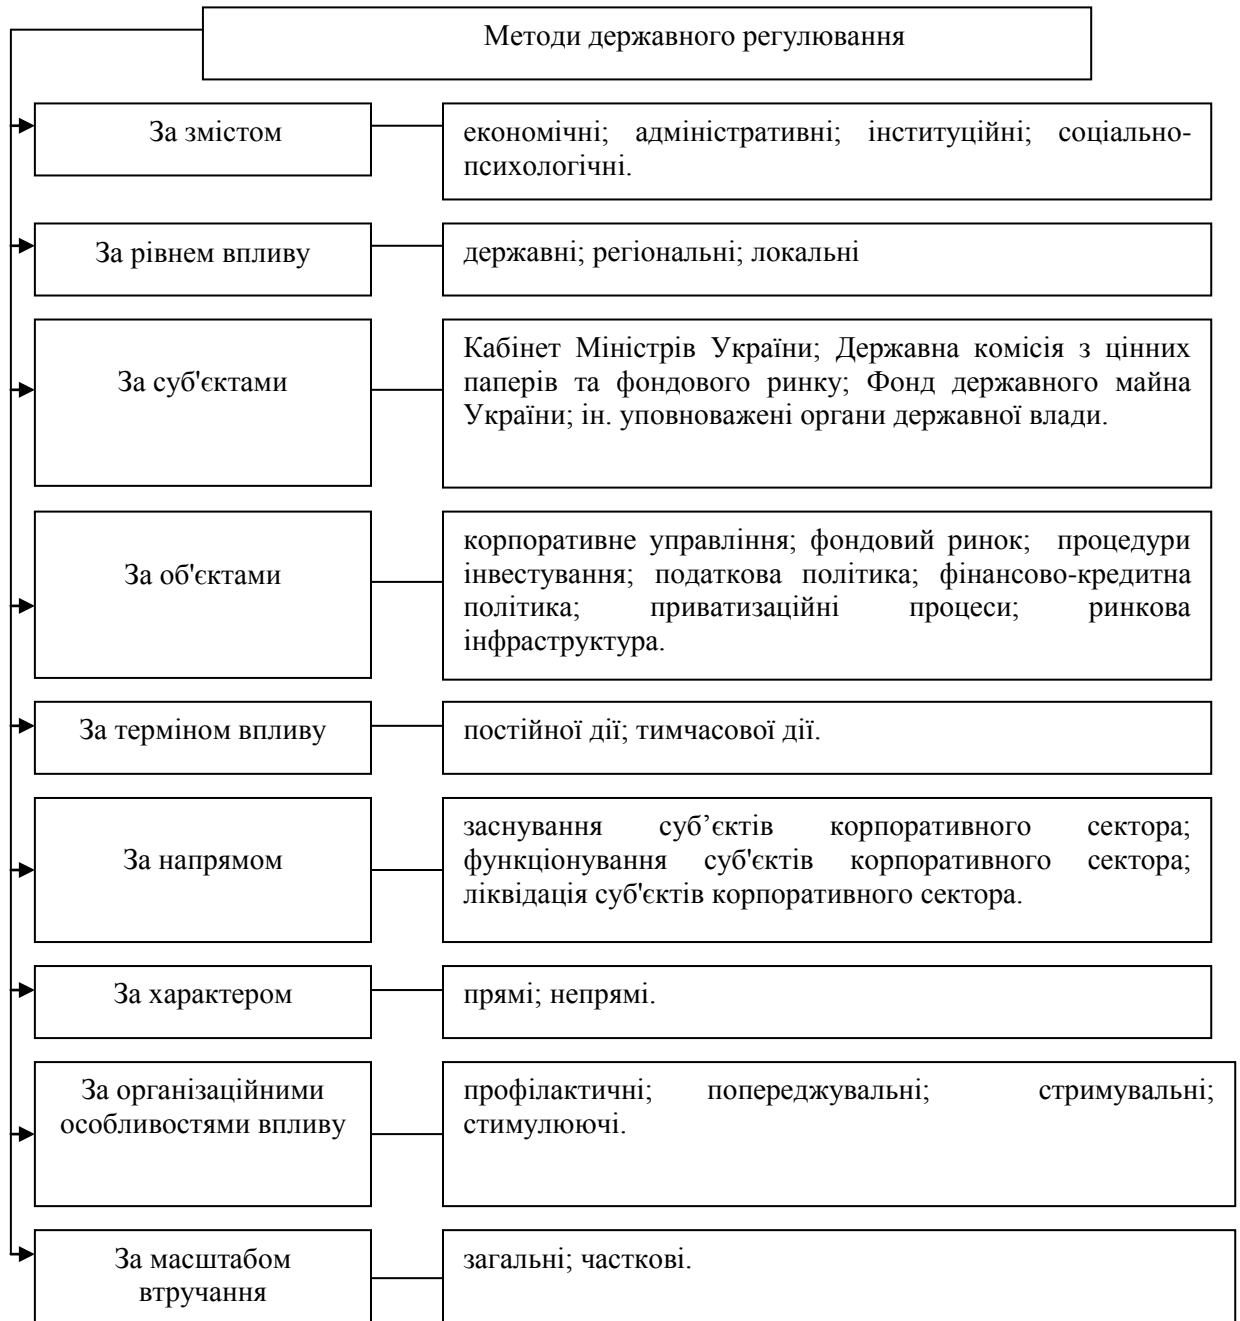 Методи державного регулювання
За змістом
економічні; адміністративні; інституційні; соціально-
психологічні.
За рівнем впливу
державні; регіональні; локальні
За суб'єктами
Кабінет Міністрів України; Державна комісія з цінних
паперів та фондового ринку; Фонд державного майна
України; ін. уповноважені органи державної влади.
За об'єктами
корпоративне управління; фондовий ринок; процедури
інвестування; податкова політика; фінансово-кредитна
політика; приватизаційні процеси; ринкова
інфраструктура.
За терміном впливу
постійної дії; тимчасової дії.
За напрямом
заснування суб’єктів корпоративного сектора;
функціонування суб'єктів корпоративного сектора;
ліквідація суб'єктів корпоративного сектора.
За характером
прямі; непрямі.
За організаційними
особливостями впливу
профілактичні; попереджувальні; стримувальні;
стимулюючі.
За масштабом
втручання
загальні; часткові.